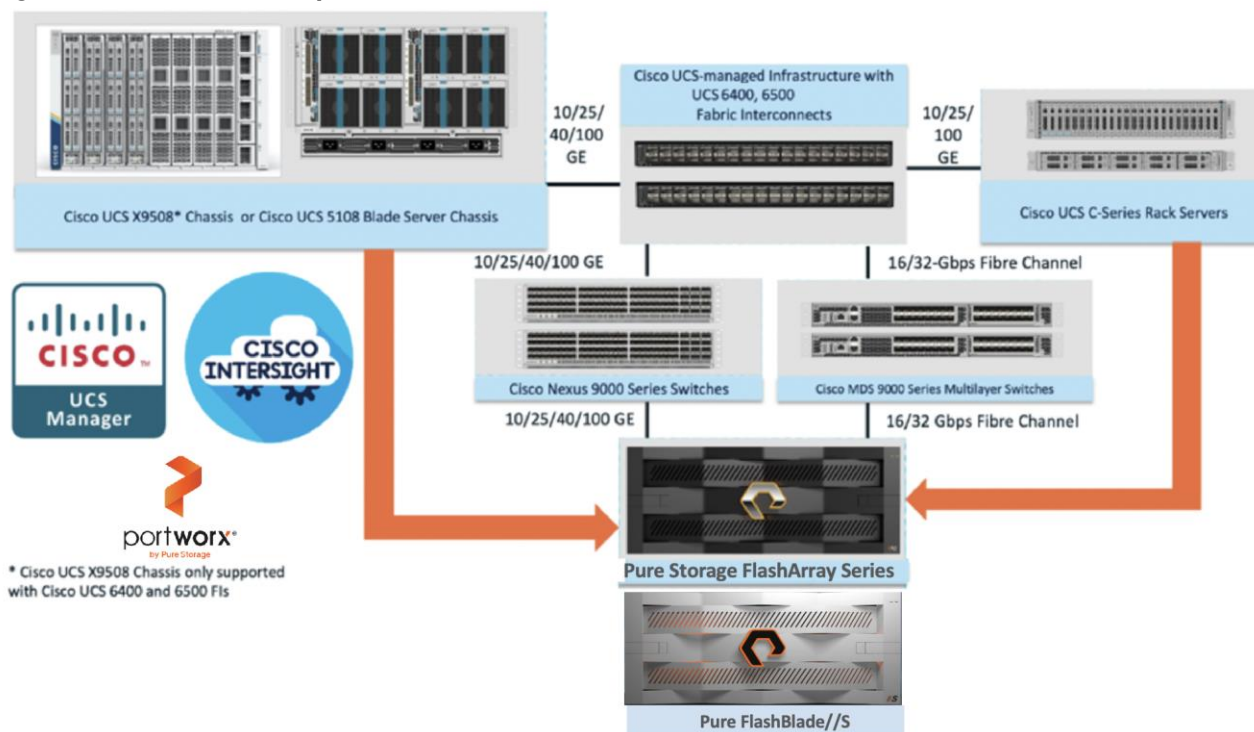 Cisco UCS-managed Infrastructure with
UCS 6400, 6500
Fabric Interconnects
10/25/
40/100
GE
10/25/
100
GE
CISCO
Cisco UCS X9508* Chassis or Cisco UCS 5108 Blade Server Chassis
Cisco UCS C-Series Rack Servers
10/25/40/100 GE
16/32-Gbps Fibre Channel
CISCO™
UCS
Manager
CISCO
INTERSIGHT
Cisco Nexus 9000 Series Switches
Cisco MDS 9000 Series Multilayer Switches
10/25/40/100 GE
16/32 Gbps Fibre Channel
portworx®
by Pure Storage
* Cisco UCS X9508 Chassis only supported
with Cisco UCS 6400 and 6500 FIs
Pure Storage FlashArray Series
Pure FlashBlade//S